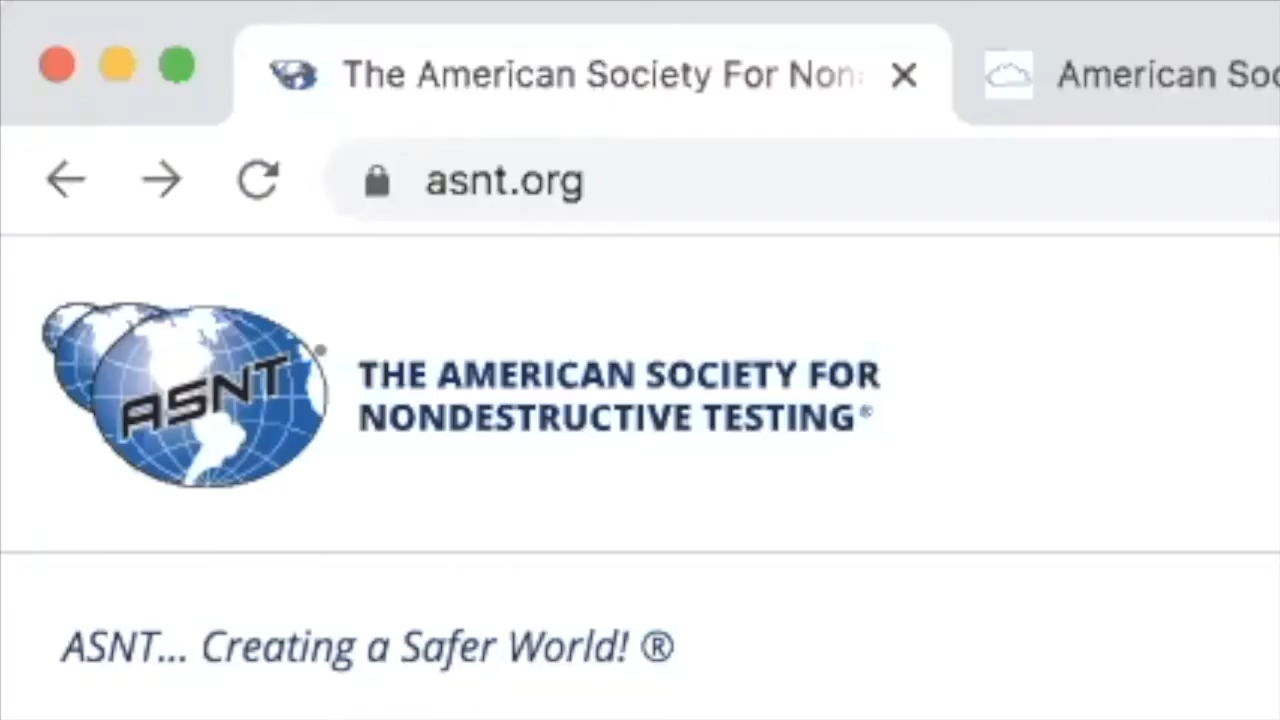 The American Society For Non
American Soc
asnt.org
ASNT
THE AMERICAN SOCIETY FOR
NONDESTRUCTIVE TESTING®
ASNT... Creating a Safer World! ®